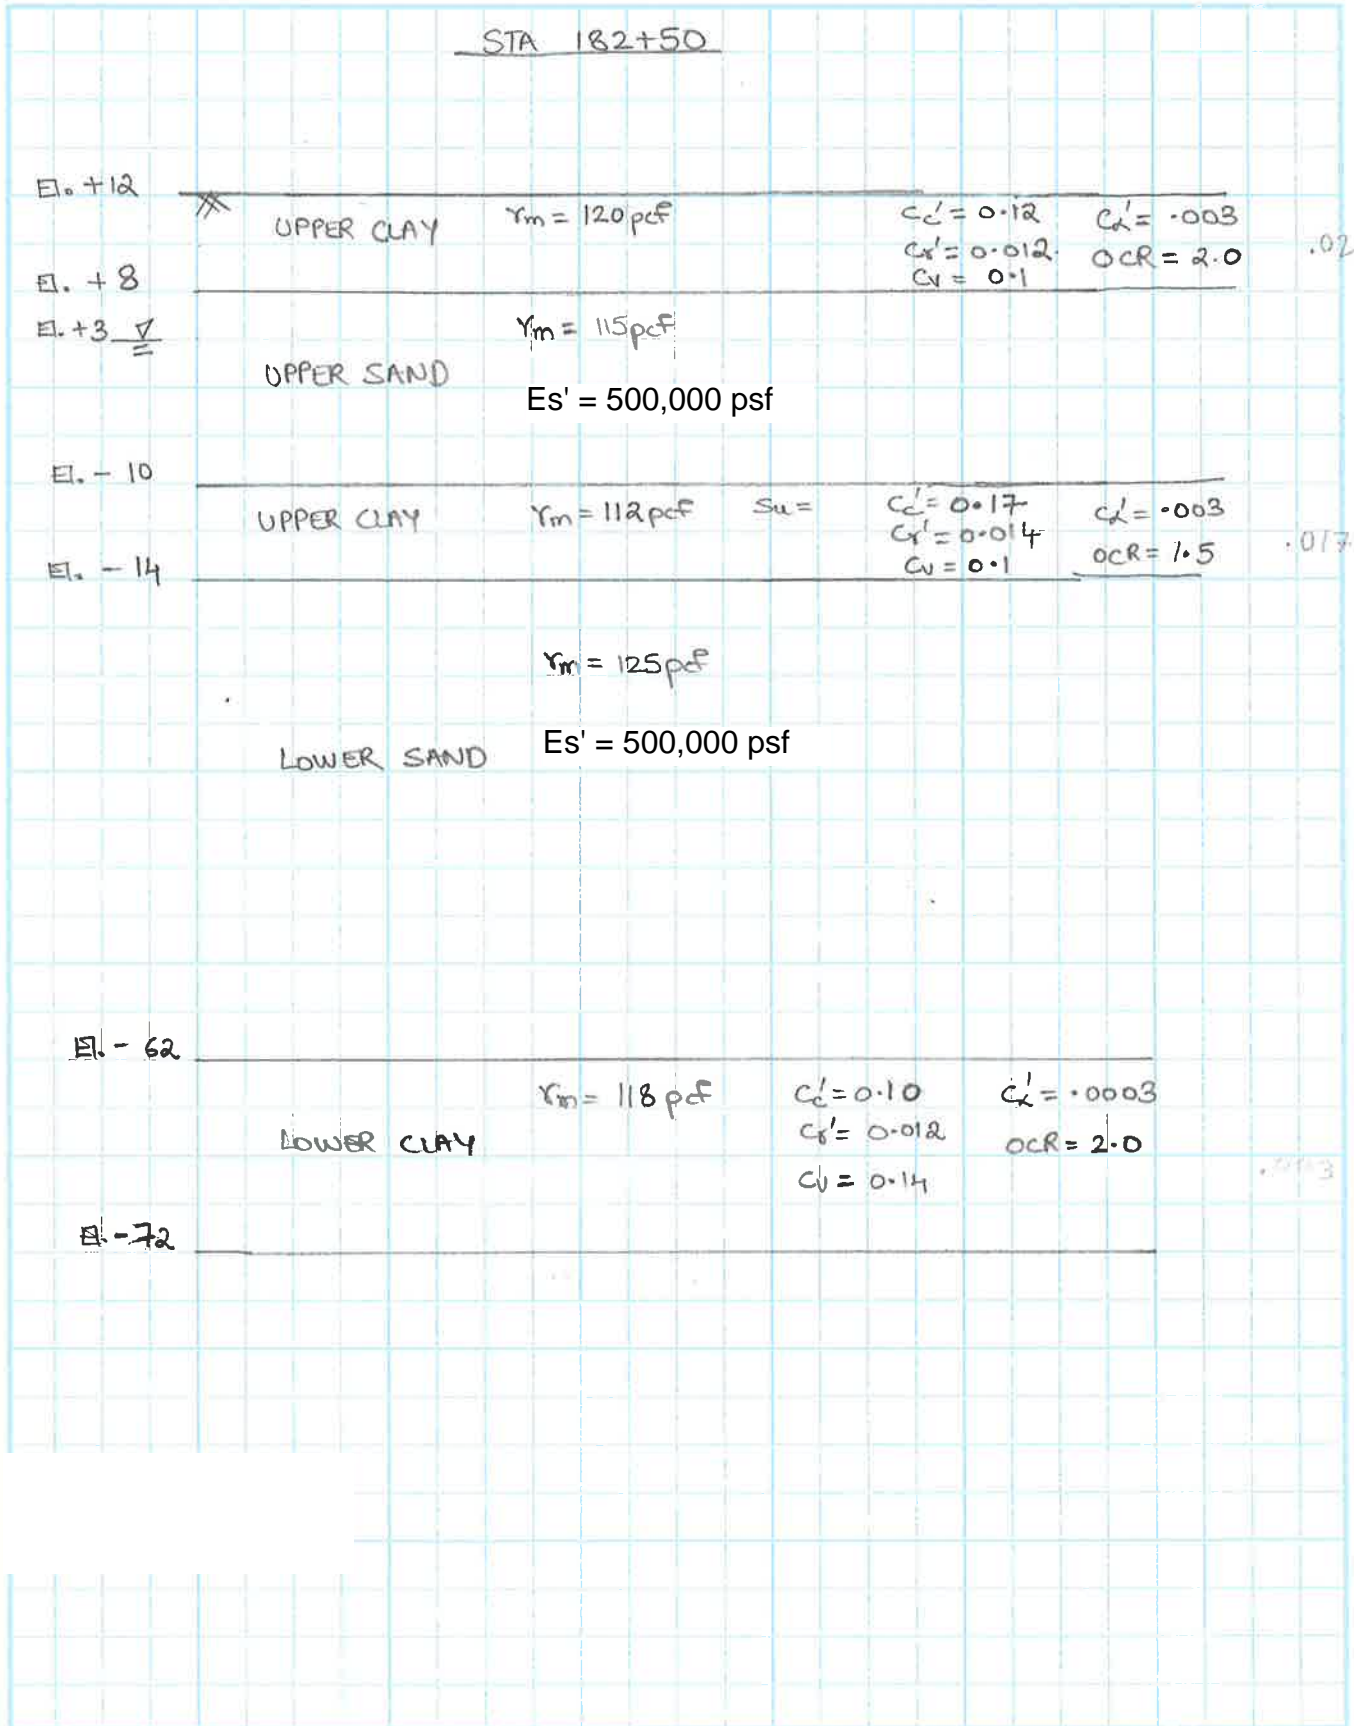 STA 182+50
El. +12
UPPER CLAY γm = 120 pcf Cc' = 0.12 Cα' = .003
Cr' = 0.012 OCR = 2.0 .02
Cv = 0.1
El. +8
El. +3
γm = 115 pcf
UPPER SAND
Es' = 500,000 psf
El. - 10
UPPER CLAY γm = 112 pcf Su = Cc' = 0.17 Cα' = .003
Cr' = 0.014 OCR = 1.5 .017
Cv = 0.1
El. - 14
γm = 125 pcf
Es' = 500,000 psf
LOWER SAND
El. - 62
γm = 118 pcf Cc' = 0.10 Cα' = .0003
LOWER CLAY Cr' = 0.012 OCR = 2.0
Cv = 0.14
El. -72